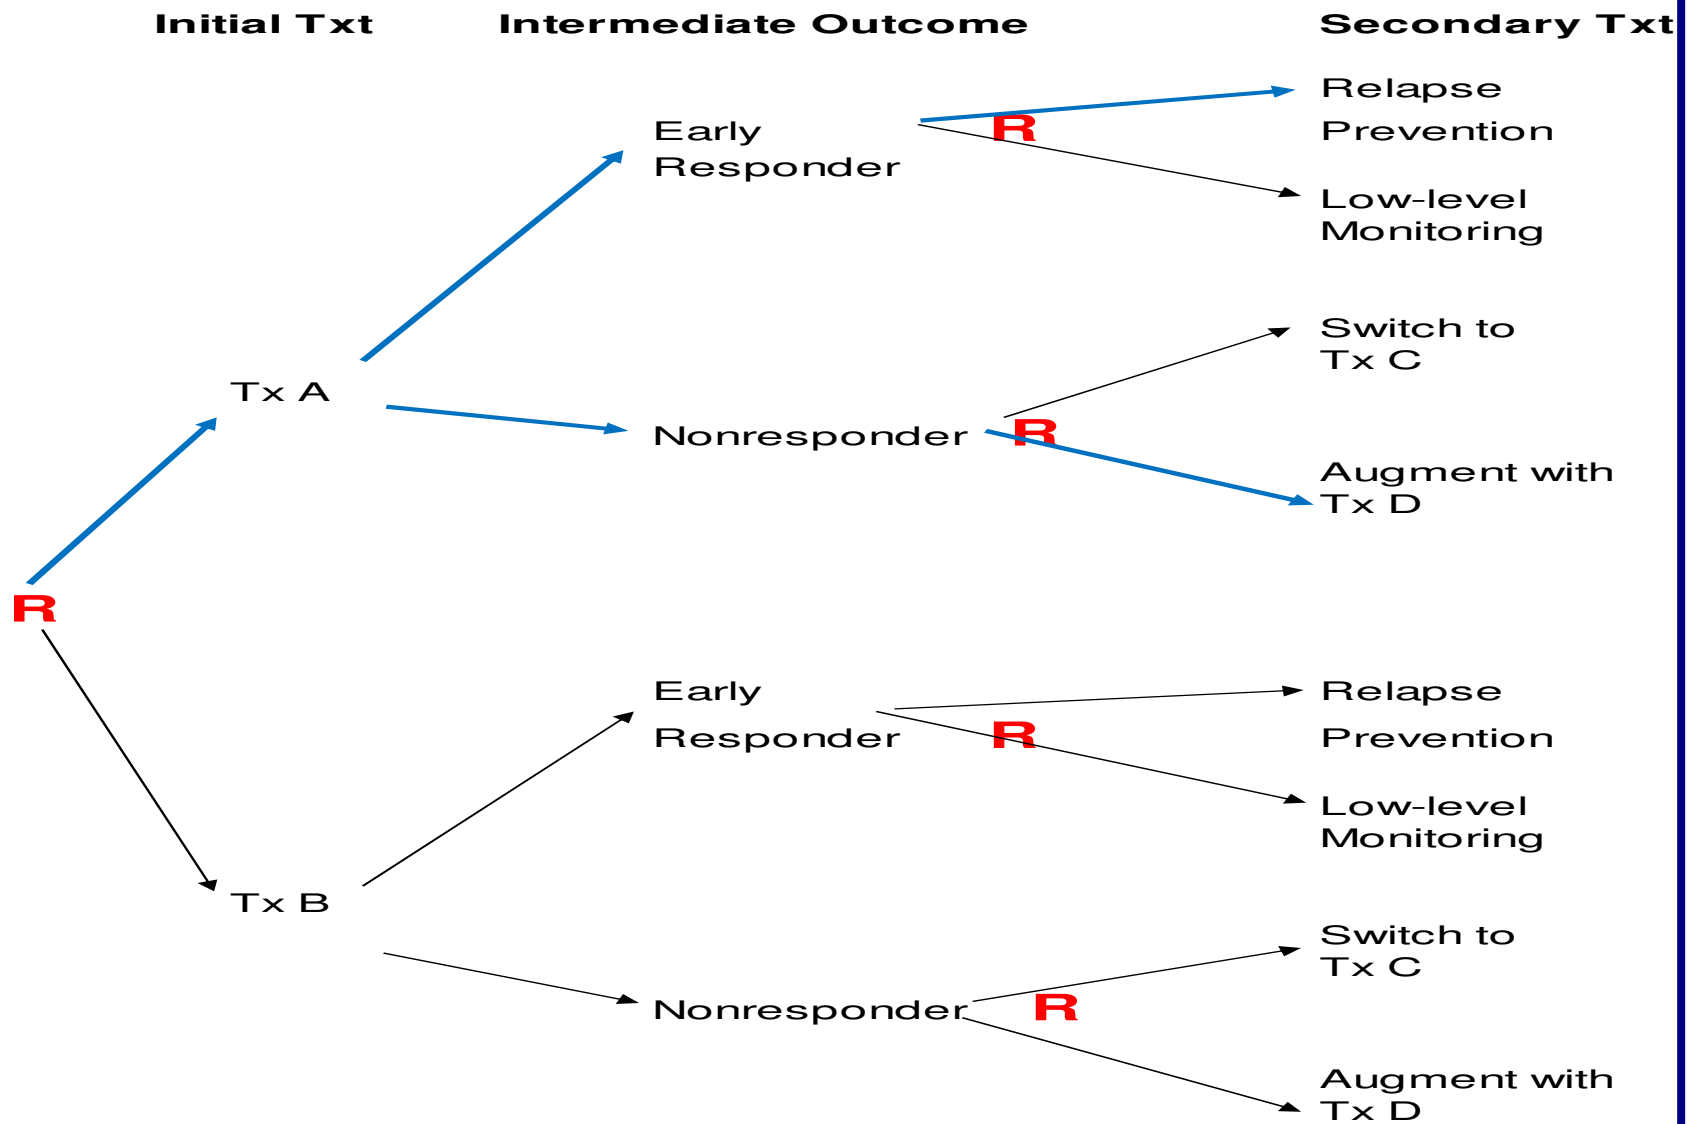 Initial Txt Intermediate Outcome Secondary Txt
Early
Responder
R
Relapse
Prevention
Low-level
Monitoring
Tx A
Nonresponder
R
Switch to
Tx C
Augment with
Tx D
R
Early
Responder
R
Relapse
Prevention
Low-level
Monitoring
Tx B
Nonresponder
R
Switch to
Tx C
Augment with
Tx D